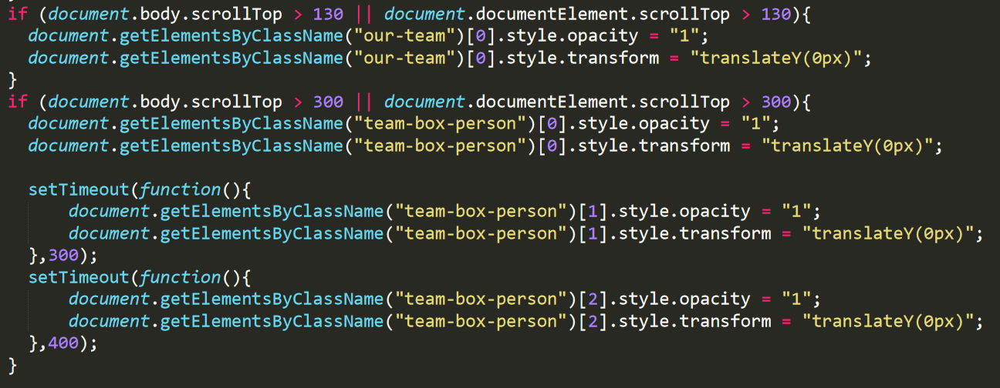 if (document.body.scrollTop > 130 || document.documentElement.scrollTop > 130){
  document.getElementsByClassName("our-team")[0].style.opacity = "1";
  document.getElementsByClassName("our-team")[0].style.transform = "translateY(0px)";
}
if (document.body.scrollTop > 300 || document.documentElement.scrollTop > 300){
  document.getElementsByClassName("team-box-person")[0].style.opacity = "1";
  document.getElementsByClassName("team-box-person")[0].style.transform = "translateY(0px)";

  setTimeout(function(){
      document.getElementsByClassName("team-box-person")[1].style.opacity = "1";
      document.getElementsByClassName("team-box-person")[1].style.transform = "translateY(0px)";
  },300);
  setTimeout(function(){
      document.getElementsByClassName("team-box-person")[2].style.opacity = "1";
      document.getElementsByClassName("team-box-person")[2].style.transform = "translateY(0px)";
  },400);
}